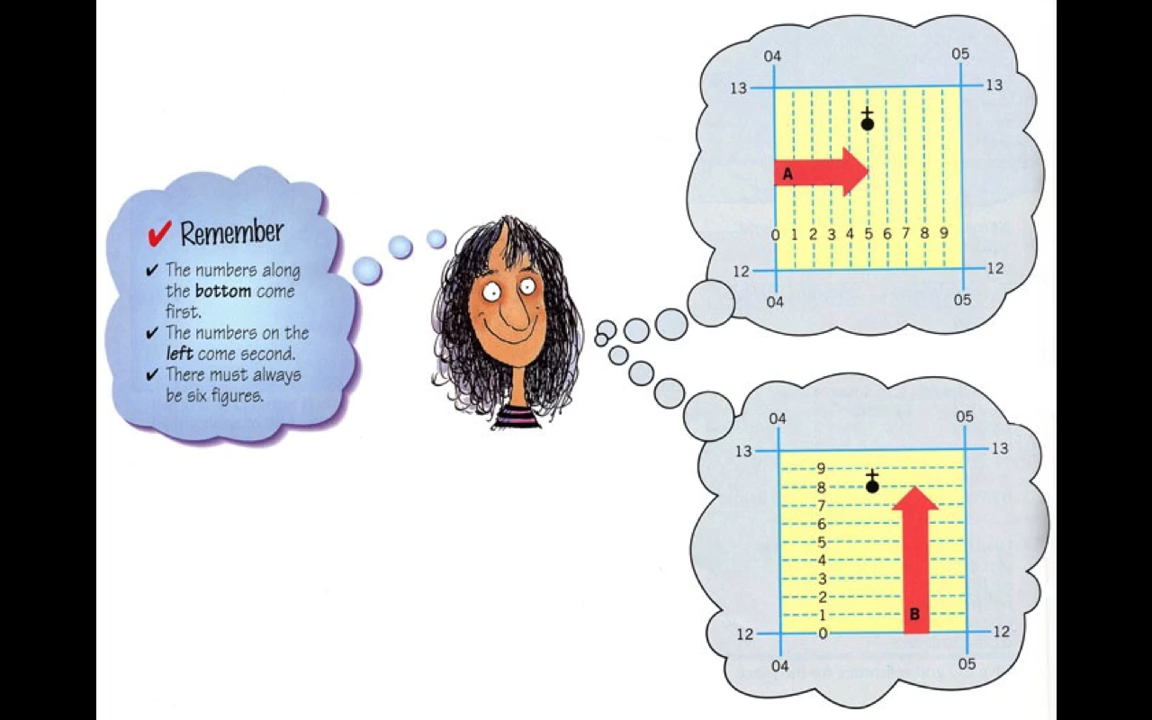 ✔ Remember
✔ The numbers along
the bottom come
first.
✔ The numbers on the
left come second.
✔ There must always
be six figures.
04 05
13 13
A
0 1 2 3 4 5 6 7 8 9
12 12
04 05
04 05
13 13
9
8
7
6
5
4
3
2
1 B
12 0 12
04 05